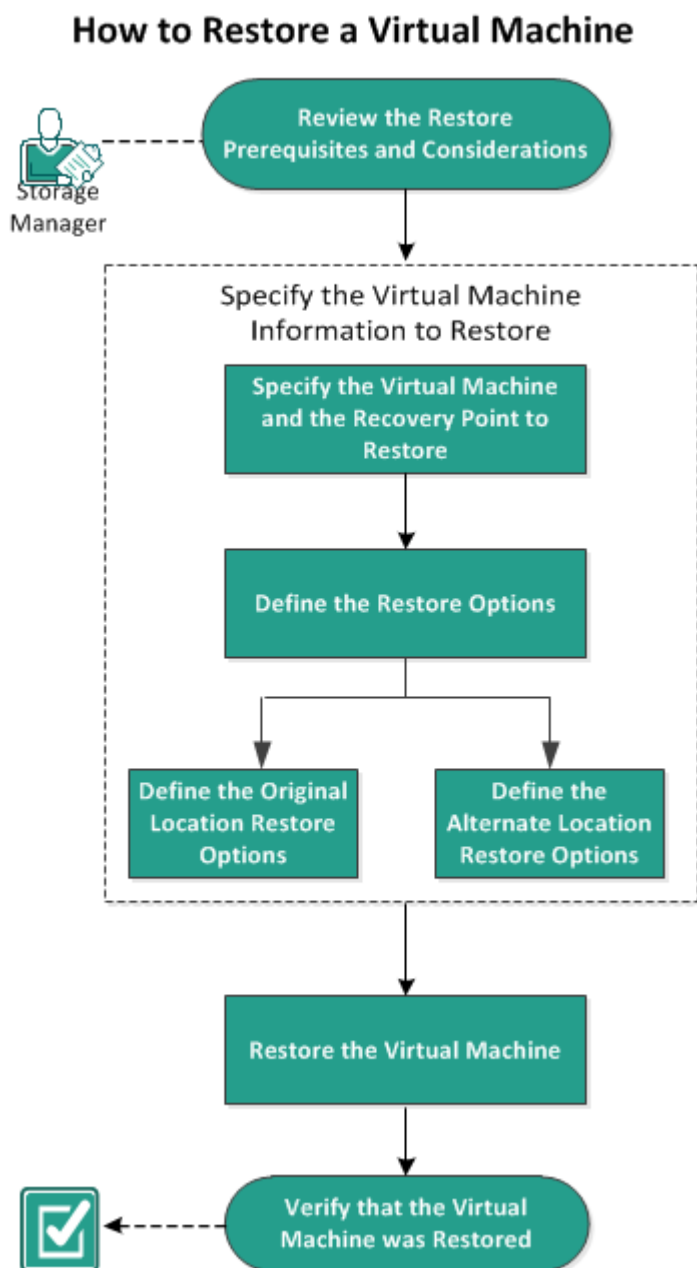 How to Restore a Virtual Machine
Review the Restore
Prerequisites and Considerations
Storage
Manager
Specify the Virtual Machine
Information to Restore
Specify the Virtual Machine
and the Recovery Point to
Restore
Define the Restore Options
Define the Original
Location Restore
Options
Define the
Alternate Location
Restore Options
Restore the Virtual Machine
Verify that the Virtual
Machine was Restored